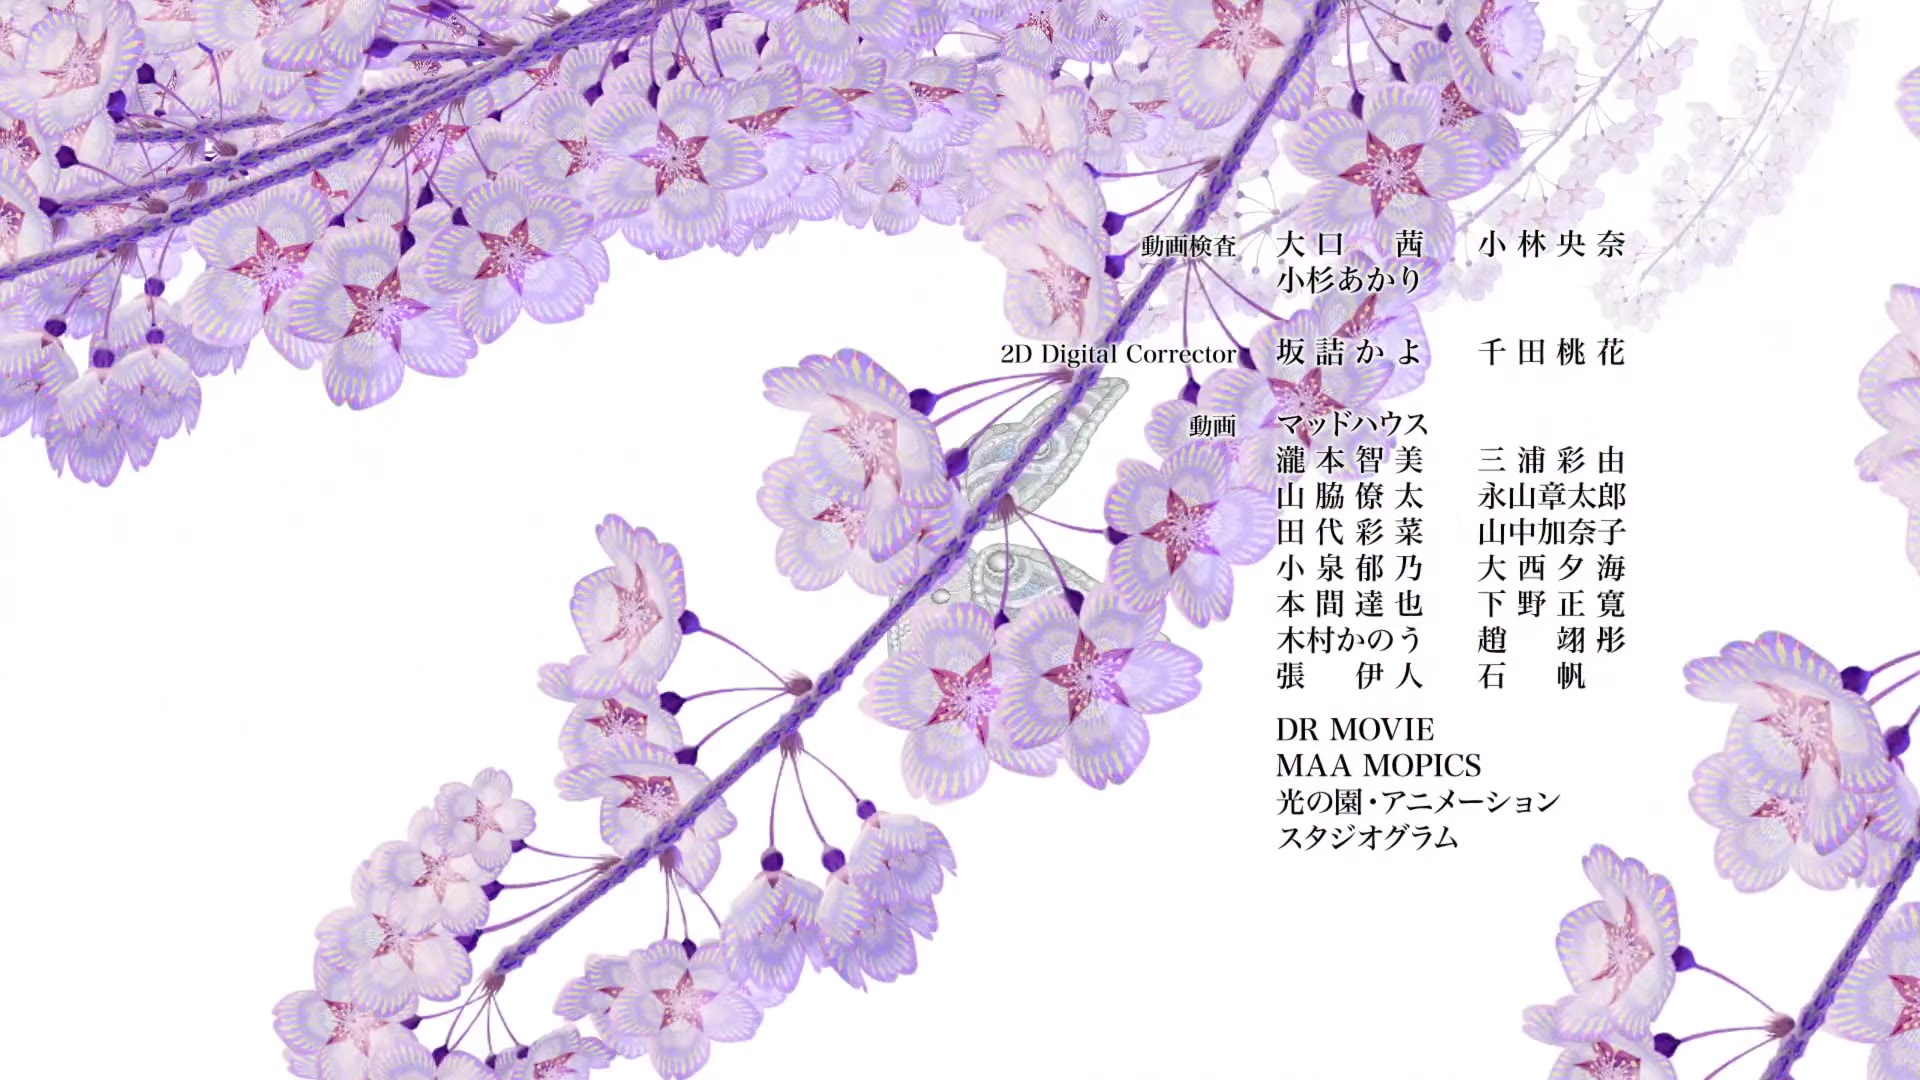 動画検査 大口 茜 小林央奈
小杉あかり
2D Digital Corrector 坂詰かよ 千田桃花
動画 マッドハウス
瀧本智美 三浦彩由
山脇僚太 永山章太郎
田代彩菜 山中加奈子
小泉郁乃 大西夕海
本間達也 下野正寛
木村かのう 趙 翊彤
張 伊人 石 帆
DR MOVIE
MAA MOPICS
光の園・アニメーション
スタジオグラム